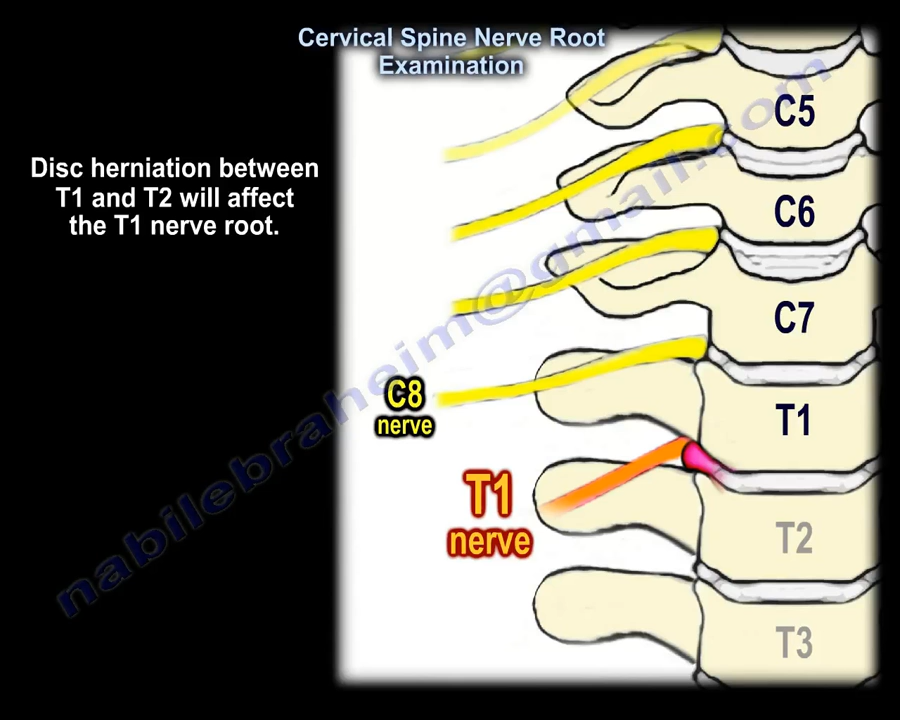 Cervical Spine Nerve Root
Examination
Disc herniation between
T1 and T2 will affect
the T1 nerve root.
C5
C6
C7
C8
nerve
T1
T1
nerve
T2
T3
nabilebraheim@gmail.com